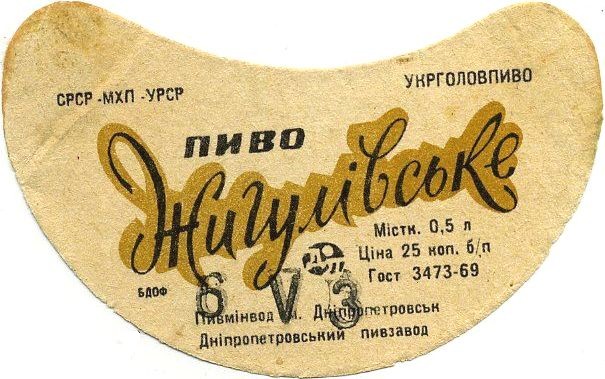 СРСР -МХП -УРСР
УКРГОЛОВПИВО
ПИВО
Жигулівське
Містк. 0,5 л
Ціна 25 коп. б/п
Гост 3473-69
БДОФ
6 V 3
Пивмінвод м. Дніпропетровськ
Дніпропетровський пивзавод